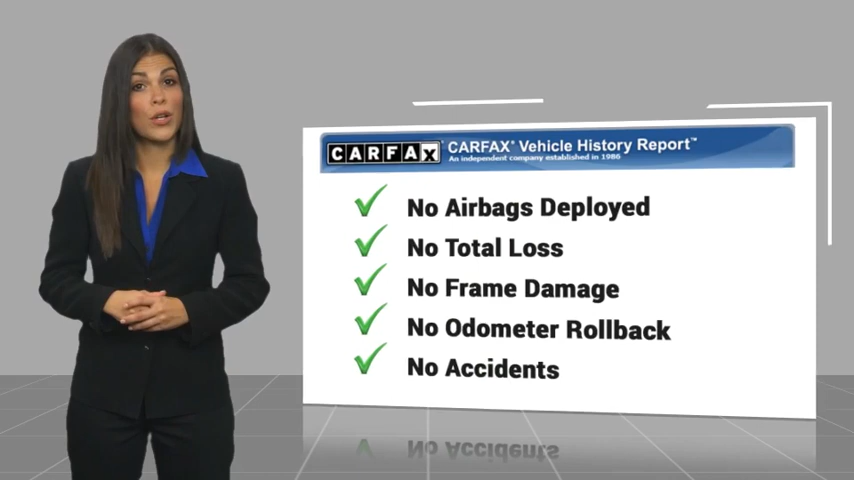 CARFAX® CARFAX® Vehicle History Report™
An independent company established in 1986
No Airbags Deployed
No Total Loss
No Frame Damage
No Odometer Rollback
No Accidents
No Accidents